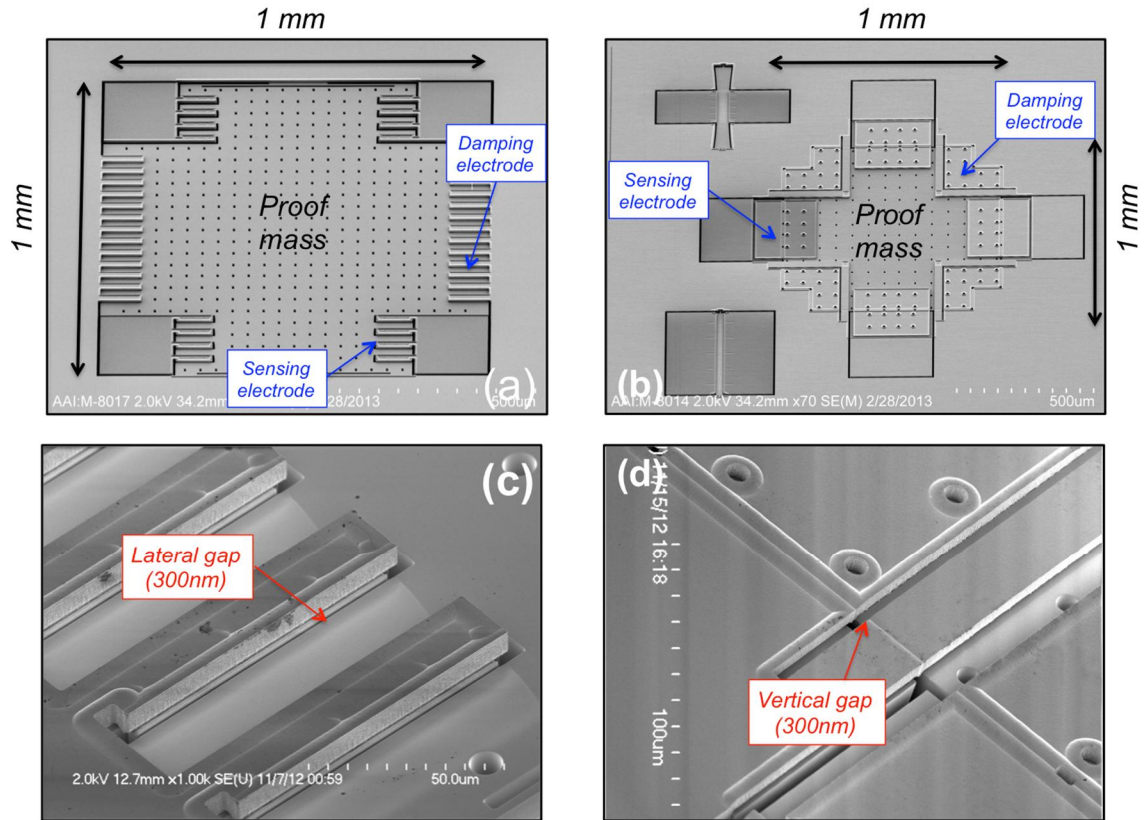 1 mm
1 mm
1 mm
1 mm
Damping
electrode
Proof
mass
Sensing
electrode
(a)
AAI:M-8017 2.0kV 34.2mm
28/2013
500um
Damping
electrode
Sensing
electrode
Proof
mass
(b)
AAI:M-8014 2.0kV 34.2mm x70 SE(M) 2/28/2013
500um
(c)
Lateral gap
(300nm)
2.0kV 12.7mm x1.00k SE(U) 11/7/12 00:59
50.0um
(d)
11/15/12 16:18
Vertical gap
(300nm)
100um